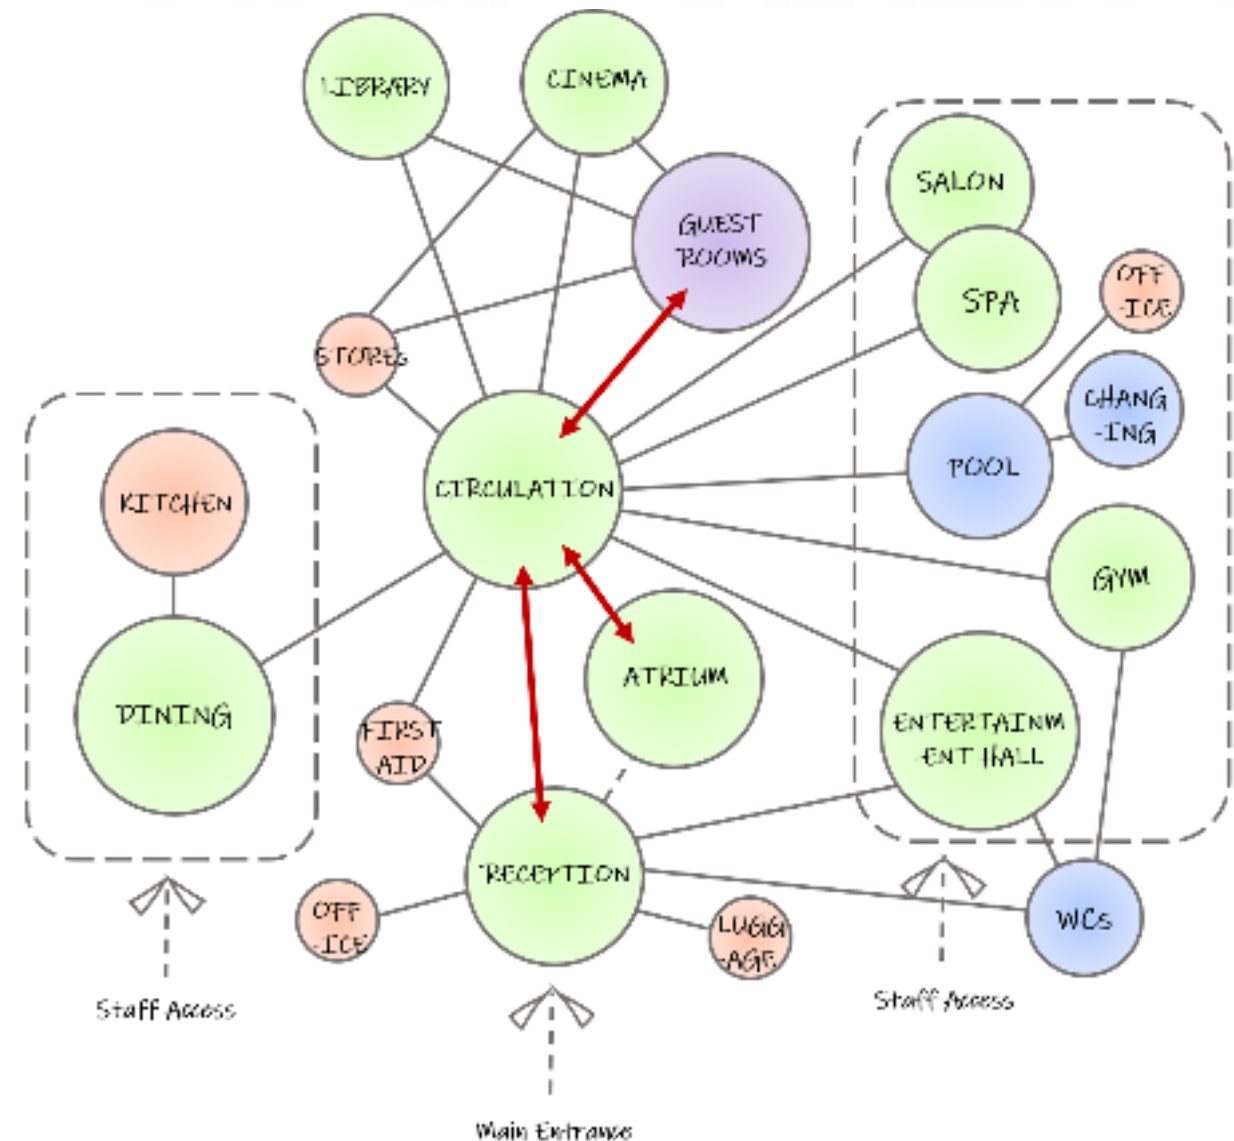 LIBRARY
CINEMA
SALON
GUEST
ROOMS
SPA
OFF
-ICE
STORES
CHANG
-ING
POOL
KITCHEN
CIRCULATION
GYM
DINING
ATRIUM
ENTERTAINM
-ENT HALL
FIRST
AID
RECEPTION
OFF
-ICE
LUGG
-AGE
WCs
Staff Access
Staff Access
Main Entrance